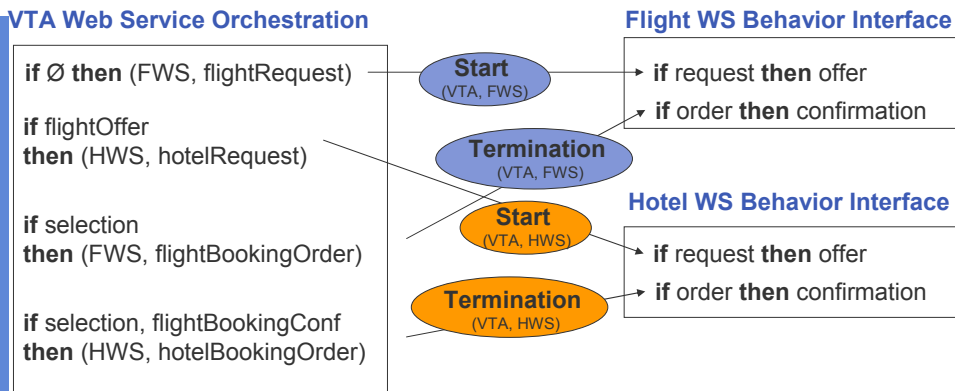 VTA Web Service Orchestration
if Ø then (FWS, flightRequest)
if flightOffer
then (HWS, hotelRequest)
if selection
then (FWS, flightBookingOrder)
if selection, flightBookingConf
then (HWS, hotelBookingOrder)
Start
(VTA, FWS)
Termination
(VTA, FWS)
Start
(VTA, HWS)
Termination
(VTA, HWS)
Flight WS Behavior Interface
if request then offer
if order then confirmation
Hotel WS Behavior Interface
if request then offer
if order then confirmation